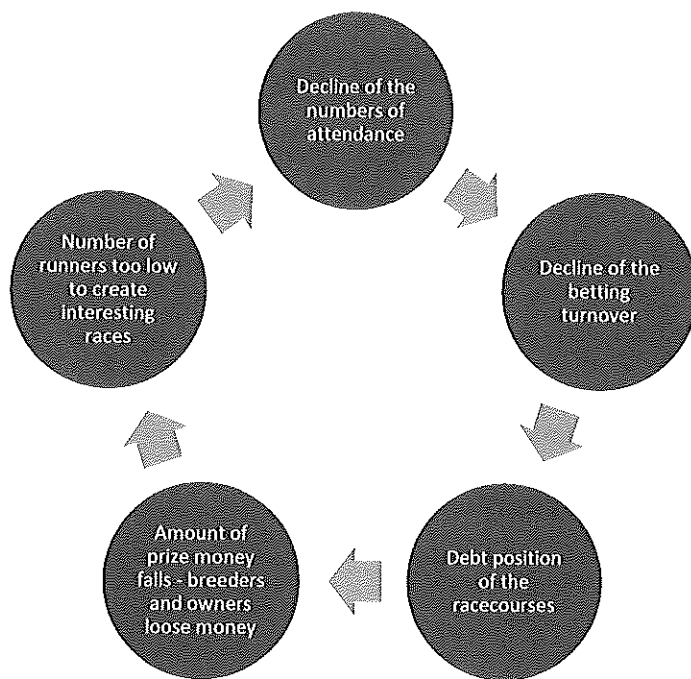 Decline of the
numbers of
attendance
Decline of the
betting
turnover
Debt position
of the
racecourses
Amount of
prize money
falls - breeders
and owners
loose money
Number of
runners too low
to create
interesting
races